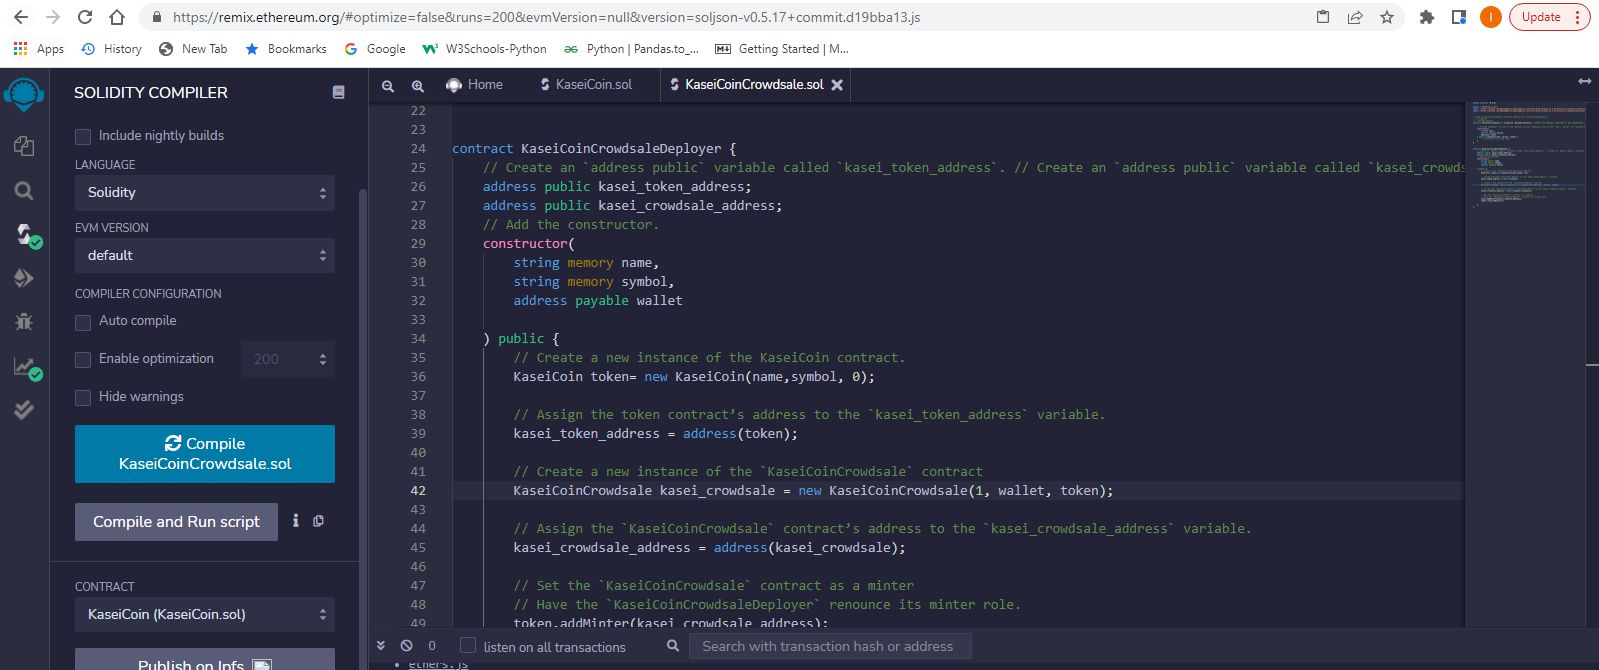 https://remix.ethereum.org/#optimize=false&runs=200&evmVersion=null&version=soljson-v0.5.17+commit.d19bba13.js
I
Update
Apps
History
New Tab
Bookmarks
Google
W3Schools-Python
Python | Pandas.to_...
Getting Started | M...
SOLIDITY COMPILER
Include nightly builds
LANGUAGE
Solidity
EVM VERSION
default
COMPILER CONFIGURATION
Auto compile
Enable optimization
200
Hide warnings
Compile
KaseiCoinCrowdsale.sol
Compile and Run script
CONTRACT
KaseiCoin (KaseiCoin.sol)
Publish on Ipfs
Home
KaseiCoin.sol
KaseiCoinCrowdsale.sol
22
23
24 contract KaseiCoinCrowdsaleDeployer {
25 // Create an `address public` variable called `kasei_token_address`. // Create an `address public` variable called `kasei_crowds
26 address public kasei_token_address;
27 address public kasei_crowdsale_address;
28 // Add the constructor.
29 constructor(
30 string memory name,
31 string memory symbol,
32 address payable wallet
33
34 ) public {
35 // Create a new instance of the KaseiCoin contract.
36 KaseiCoin token= new KaseiCoin(name,symbol, 0);
37
38 // Assign the token contract’s address to the `kasei_token_address` variable.
39 kasei_token_address = address(token);
40
41 // Create a new instance of the `KaseiCoinCrowdsale` contract
42 KaseiCoinCrowdsale kasei_crowdsale = new KaseiCoinCrowdsale(1, wallet, token);
43
44 // Assign the `KaseiCoinCrowdsale` contract’s address to the `kasei_crowdsale_address` variable.
45 kasei_crowdsale_address = address(kasei_crowdsale);
46
47 // Set the `KaseiCoinCrowdsale` contract as a minter
48 // Have the `KaseiCoinCrowdsaleDeployer` renounce its minter role.
49 token.addMinter(kasei_crowdsale_address);
0
listen on all transactions
Search with transaction hash or address
ethers.js